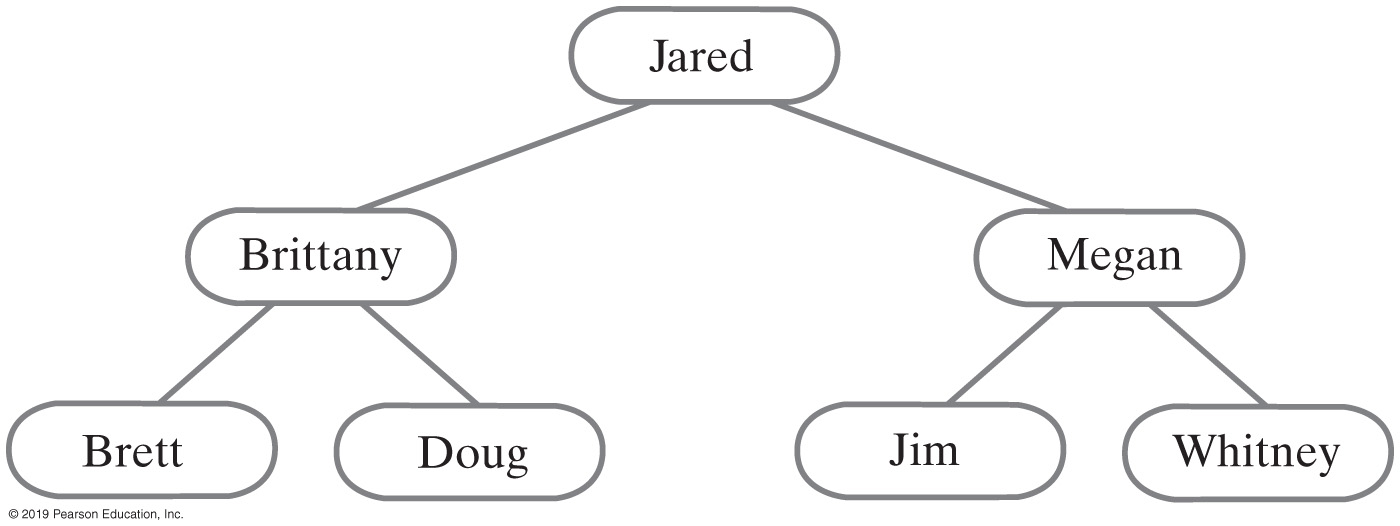 Jared
Brittany
Megan
Brett
Doug
Jim
Whitney
© 2019 Pearson Education, Inc.